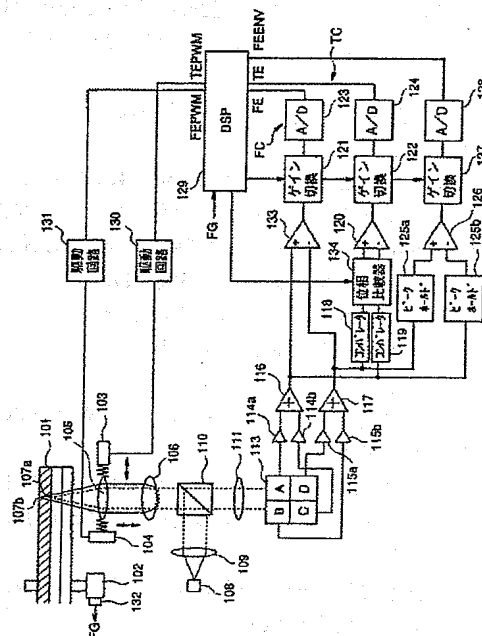 FG
132
102
101
107a
107b
105
104
103
106
108
109
110
111
113
A
B
C
D
114a
114b
115a
115b
116
117
118
コンパレータ
119
コンパレータ
134
位相
比較器
125a
ピーク
ホールド
125b
ピーク
ホールド
133
120
126
121
ゲイン
切換
122
ゲイン
切換
127
ゲイン
切換
FC
A/D
123
A/D
124
A/D
128
TC
129
DSP
FG
FEPWM
TEPWM
FE
TE
FEENV
131
駆動
回路
130
駆動
回路